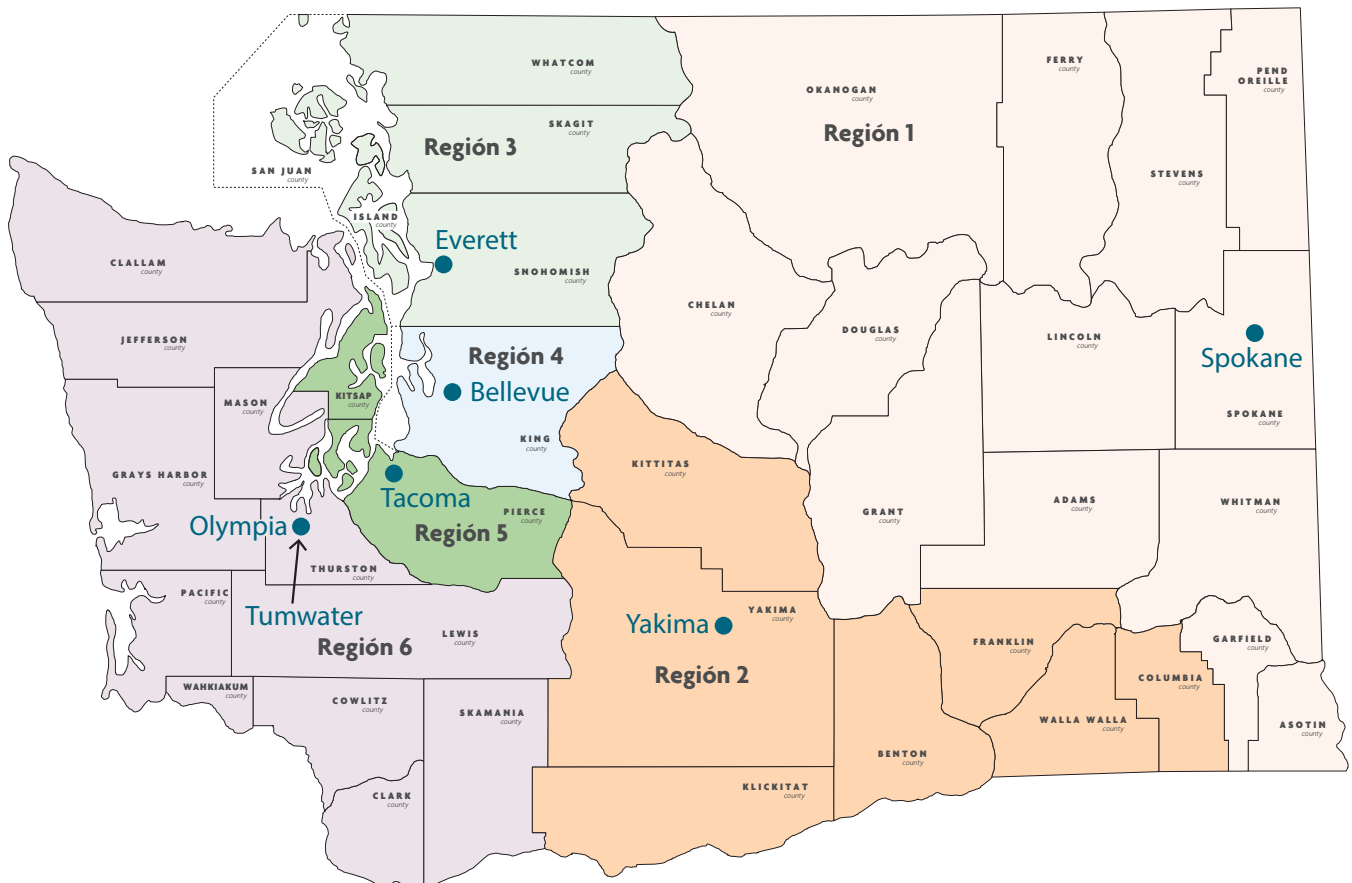 WHATCOM
county
FERRY
county
PEND
OREILLE
county
OKANOGAN
county
Región 1
SKAGIT
county
Región 3
SAN JUAN
county
STEVENS
county
ISLAND
county
Everett
CLALLAM
county
SNOHOMISH
county
CHELAN
county
DOUGLAS
county
LINCOLN
county
JEFFERSON
county
Región 4
Spokane
Bellevue
KITSAP
county
MASON
county
SPOKANE
county
KING
county
KITTITAS
county
GRAYS HARBOR
county
Tacoma
PIERCE
county
GRANT
county
ADAMS
county
WHITMAN
county
Olympia
Región 5
THURSTON
county
PACIFIC
county
Tumwater
YAKIMA
county
Yakima
LEWIS
county
Región 6
FRANKLIN
county
GARFIELD
county
Región 2
COLUMBIA
county
WAHKIAKUM
county
COWLITZ
county
SKAMANIA
county
WALLA WALLA
county
ASOTIN
county
BENTON
county
KLICKITAT
county
CLARK
county